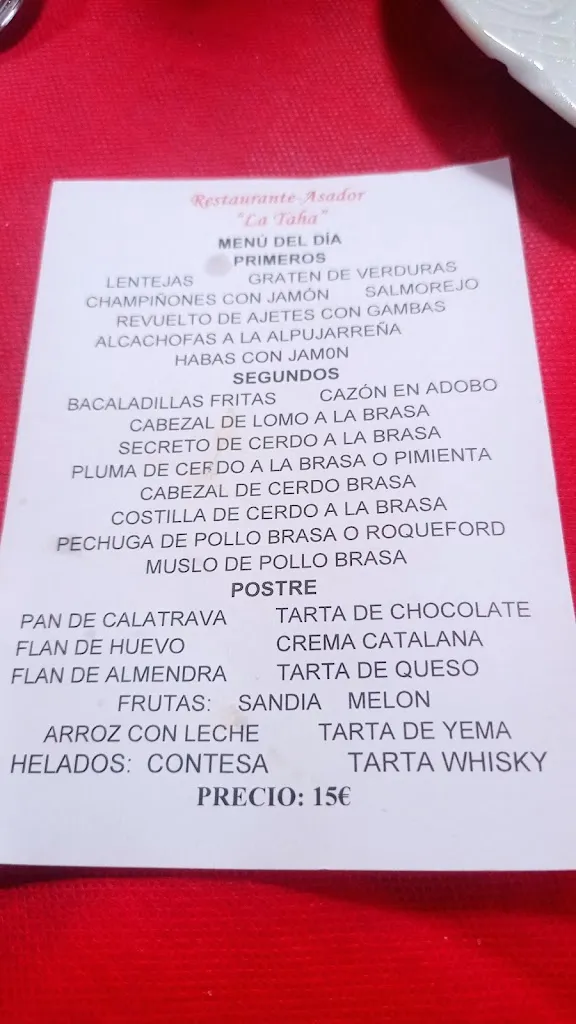 Restaurante-Asador
"La Taha"
MENÚ DEL DÍA
PRIMEROS
LENTEJAS GRATEN DE VERDURAS
CHAMPIÑONES CON JAMÓN SALMOREJO
REVUELTO DE AJETES CON GAMBAS
ALCACHOFAS A LA ALPUJARREÑA
HABAS CON JAM0N
SEGUNDOS
BACALADILLAS FRITAS CAZÓN EN ADOBO
CABEZAL DE LOMO A LA BRASA
SECRETO DE CERDO A LA BRASA
PLUMA DE CERDO A LA BRASA O PIMIENTA
CABEZAL DE CERDO BRASA
COSTILLA DE CERDO A LA BRASA
PECHUGA DE POLLO BRASA O ROQUEFORD
MUSLO DE POLLO BRASA
POSTRE
PAN DE CALATRAVA TARTA DE CHOCOLATE
FLAN DE HUEVO CREMA CATALANA
FLAN DE ALMENDRA TARTA DE QUESO
FRUTAS: SANDIA MELON
ARROZ CON LECHE TARTA DE YEMA
HELADOS: CONTESA TARTA WHISKY
PRECIO: 15€